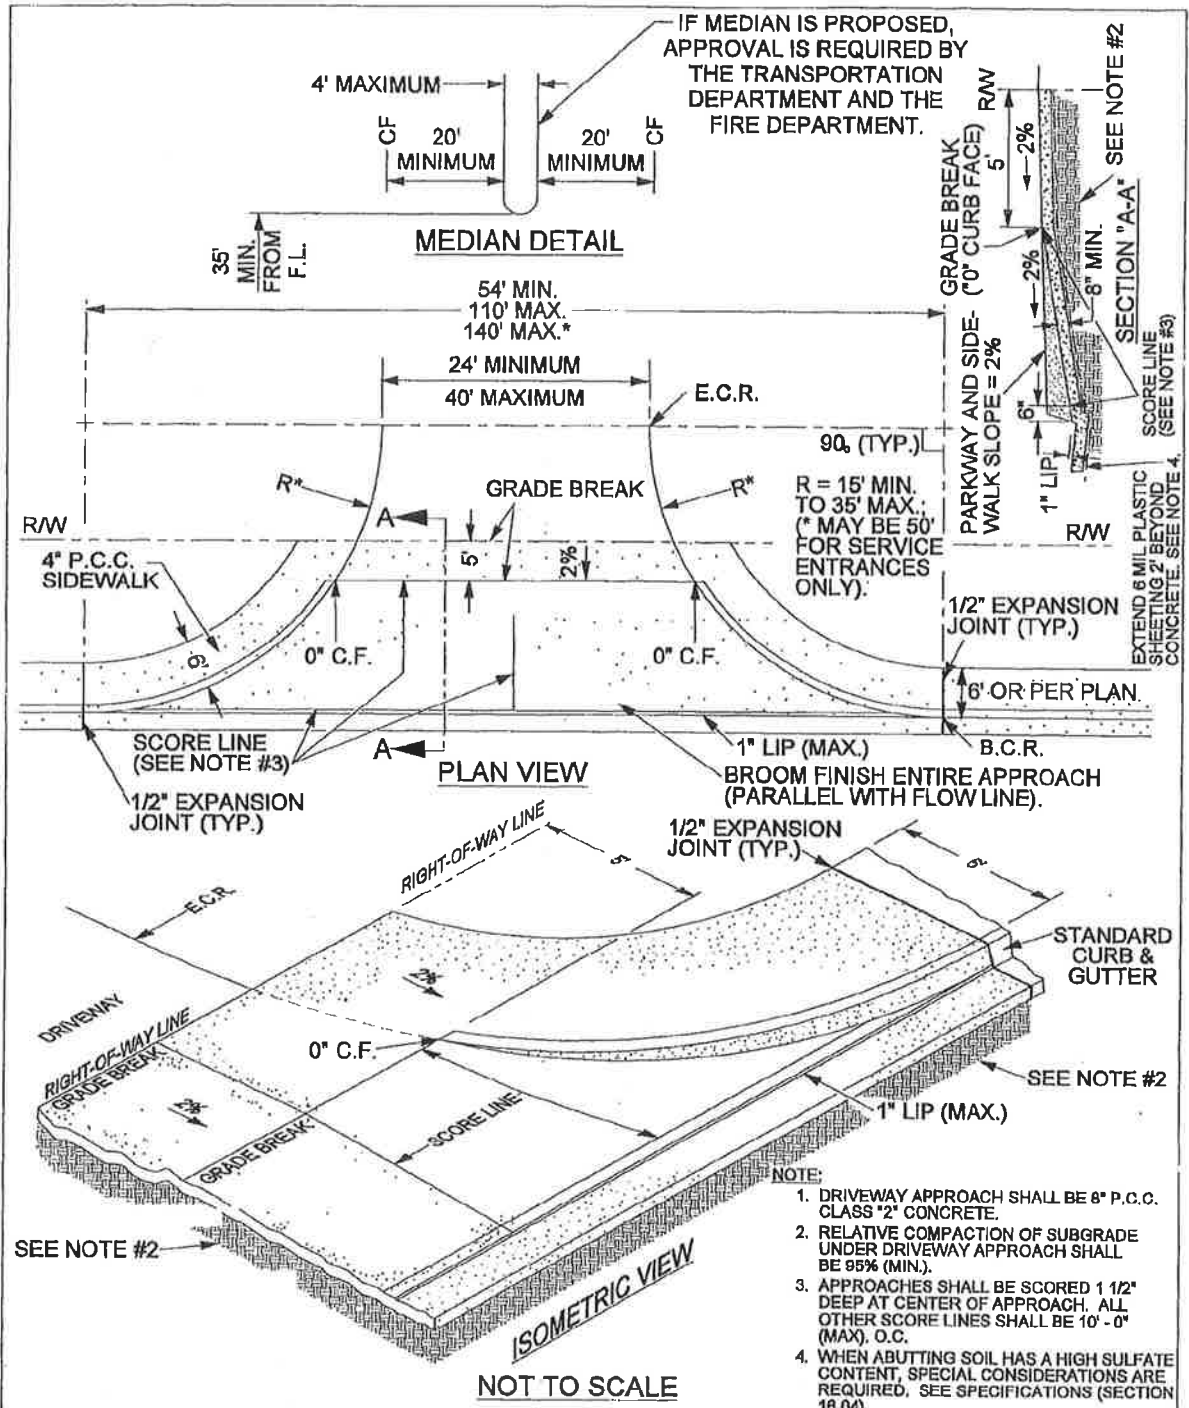 IF MEDIAN IS PROPOSED,
APPROVAL IS REQUIRED BY
THE TRANSPORTATION
DEPARTMENT AND THE
FIRE DEPARTMENT.
4' MAXIMUM
CF
20'
MINIMUM
20'
MINIMUM
CF
35'
MIN.
FROM
F.L.
MEDIAN DETAIL
R/W
5'
2%
SEE NOTE #2
GRADE BREAK
("0" CURB FACE)
2%
8" MIN.
SECTION "A-A"
PARKWAY AND SIDE-
WALK SLOPE = 2%
6"
1" LIP
SCORE LINE
(SEE NOTE #3)
EXTEND 6 MIL PLASTIC
SHEETING 2' BEYOND
CONCRETE. SEE NOTE 4.
54' MIN.
110' MAX.
140' MAX.*
24' MINIMUM
40' MAXIMUM
E.C.R.
90° (TYP.)
R*
GRADE BREAK
R*
R = 15' MIN.
TO 35' MAX.;
(* MAY BE 50'
FOR SERVICE
ENTRANCES
ONLY).
R/W
R/W
A
4" P.C.C.
SIDEWALK
5'
2%
6'
0" C.F.
0" C.F.
1/2" EXPANSION
JOINT (TYP.)
6' OR PER PLAN.
SCORE LINE
(SEE NOTE #3)
A
1" LIP (MAX.)
B.C.R.
PLAN VIEW
BROOM FINISH ENTIRE APPROACH
(PARALLEL WITH FLOW LINE).
1/2" EXPANSION
JOINT (TYP.)
RIGHT-OF-WAY LINE
5'
1/2" EXPANSION
JOINT (TYP.)
6'
E.C.R.
STANDARD
CURB &
GUTTER
2%
DRIVEWAY
RIGHT-OF-WAY LINE
GRADE BREAK
0" C.F.
SEE NOTE #2
2%
SCORE LINE
1" LIP (MAX.)
GRADE BREAK
SEE NOTE #2
ISOMETRIC VIEW
NOT TO SCALE
NOTE:
1. DRIVEWAY APPROACH SHALL BE 8" P.C.C.
CLASS "2" CONCRETE.
2. RELATIVE COMPACTION OF SUBGRADE
UNDER DRIVEWAY APPROACH SHALL
BE 95% (MIN.).
3. APPROACHES SHALL BE SCORED 1 1/2"
DEEP AT CENTER OF APPROACH. ALL
OTHER SCORE LINES SHALL BE 10' - 0"
(MAX). O.C.
4. WHEN ABUTTING SOIL HAS A HIGH SULFATE
CONTENT, SPECIAL CONSIDERATIONS ARE
REQUIRED. SEE SPECIFICATIONS (SECTION
16.04)